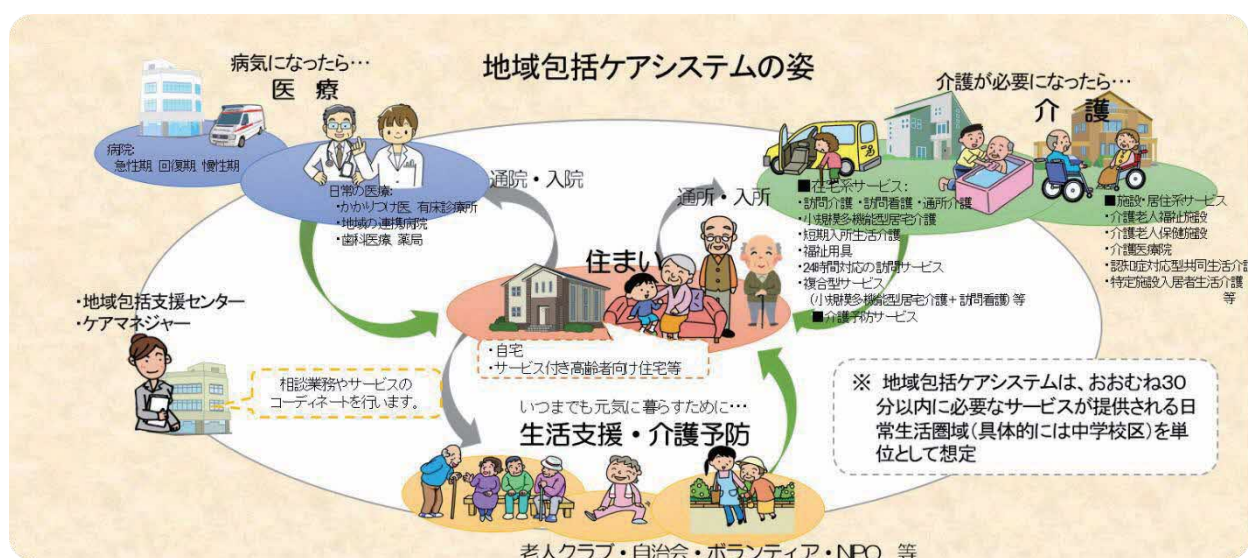 地域包括ケアシステムの姿
病気になったら…
医 療
病院:
急性期 回復期 慢性期
日常の医療:
・かかりつけ医、有床診療所
・地域の連携病院
・歯科医療、薬局
通院・入院
通所・入所
介護が必要になったら…
介 護
■在宅系サービス:
・訪問介護・訪問看護・通所介護
・小規模多機能型居宅介護
・短期入所生活介護
・福祉用具
・24時間対応の訪問サービス
・複合型サービス
(小規模多機能型居宅介護+訪問看護) 等
■介護予防サービス
■施設・居住系サービス
・介護老人福祉施設
・介護老人保健施設
・介護医療院
・認知症対応型共同生活介護
・特定施設入居者生活介護
等
住まい
・自宅
・サービス付き高齢者向け住宅等
・地域包括支援センター
・ケアマネジャー
相談業務やサービスの
コーディネートを行います。
いつまでも元気に暮らすために…
生活支援・介護予防
老人クラブ・自治会・ボランティア・NPO 等
※ 地域包括ケアシステムは、おおむね30
分以内に必要なサービスが提供される日
常生活圏域(具体的には中学校区)を単
位として想定